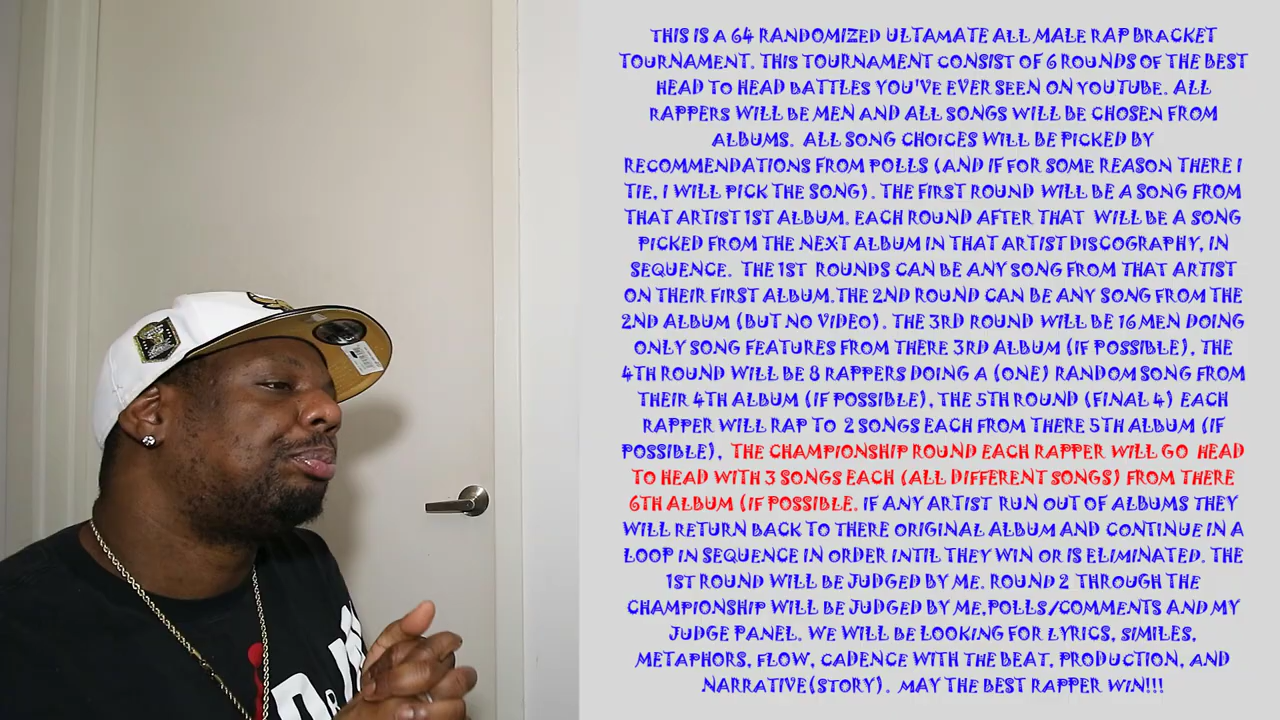 THIS IS A 64 RANDOMIZED ULTAMATE ALL MALE RAP BRACKET
TOURNAMENT. THIS TOURNAMENT CONSIST OF 6 ROUNDS OF THE BEST
HEAD TO HEAD BATTLES YOU'VE EVER SEEN ON YOUTUBE. ALL
RAPPERS WILL BE MEN AND ALL SONGS WILL BE CHOSEN FROM
ALBUMS. ALL SONG CHOICES WILL BE PICKED BY
RECOMMENDATIONS FROM POLLS (AND IF FOR SOME REASON THERE I
TIE, I WILL PICK THE SONG). THE FIRST ROUND WILL BE A SONG FROM
THAT ARTIST 1ST ALBUM. EACH ROUND AFTER THAT WILL BE A SONG
PICKED FROM THE NEXT ALBUM IN THAT ARTIST DISCOGRAPHY, IN
SEQUENCE. THE 1ST ROUNDS CAN BE ANY SONG FROM THAT ARTIST
ON THEIR FIRST ALBUM.THE 2ND ROUND CAN BE ANY SONG FROM THE
2ND ALBUM (BUT NO VIDEO). THE 3RD ROUND WILL BE 16 MEN DOING
ONLY SONG FEATURES FROM THERE 3RD ALBUM (IF POSSIBLE), THE
4TH ROUND WILL BE 8 RAPPERS DOING A (ONE) RANDOM SONG FROM
THEIR 4TH ALBUM (IF POSSIBLE), THE 5TH ROUND (FINAL 4) EACH
RAPPER WILL RAP TO 2 SONGS EACH FROM THERE 5TH ALBUM (IF
POSSIBLE), THE CHAMPIONSHIP ROUND EACH RAPPER WILL GO HEAD
TO HEAD WITH 3 SONGS EACH (ALL DIFFERENT SONGS) FROM THERE
6TH ALBUM (IF POSSIBLE. IF ANY ARTIST RUN OUT OF ALBUMS THEY
WILL RETURN BACK TO THERE ORIGINAL ALBUM AND CONTINUE IN A
LOOP IN SEQUENCE IN ORDER INTIL THEY WIN OR IS ELIMINATED. THE
1ST ROUND WILL BE JUDGED BY ME. ROUND 2 THROUGH THE
CHAMPIONSHIP WILL BE JUDGED BY ME,POLLS/COMMENTS AND MY
JUDGE PANEL. WE WILL BE LOOKING FOR LYRICS, SIMILES,
METAPHORS, FLOW, CADENCE WITH THE BEAT, PRODUCTION, AND
NARRATIVE(STORY). MAY THE BEST RAPPER WIN!!!